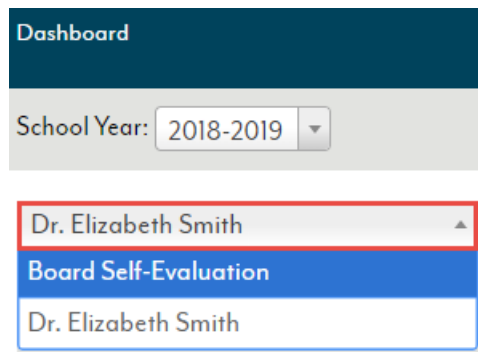 Dashboard
School Year: 2018-2019
Dr. Elizabeth Smith
Board Self-Evaluation
Dr. Elizabeth Smith